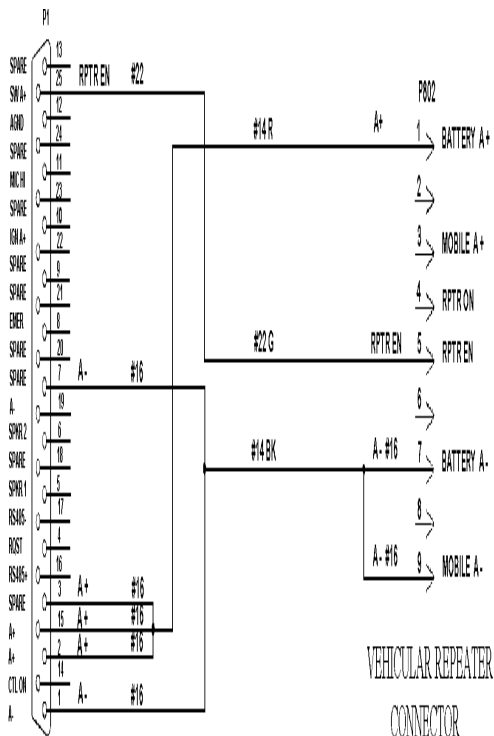 P1
13
SPARE
25
RPTR EN #22
SW A+
12
AGND
24
SPARE
11
MIC HI
23
SPARE
10
IGN A+
22
SPARE
9
SPARE
21
EMER
8
SPARE
20
SPARE
7 A- #16
A-
19
SPKR 2
6
SPARE
18
SPKR 1
5
RS485-
17
RQST
4
RS485+
16
SPARE
3 A+ #16
A+
15 A+ #16
A+
2 A+ #16
CTL ON
14
A-
1 A- #16
#14 R
#22 G
#14 BK
P802
A+ 1 BATTERY A+
2
3 MOBILE A+
4 RPTR ON
RPTR EN 5 RPTR EN
6
A- #16 7 BATTERY A-
8
A- #16 9 MOBILE A-
VEHICULAR REPEATER
CONNECTOR